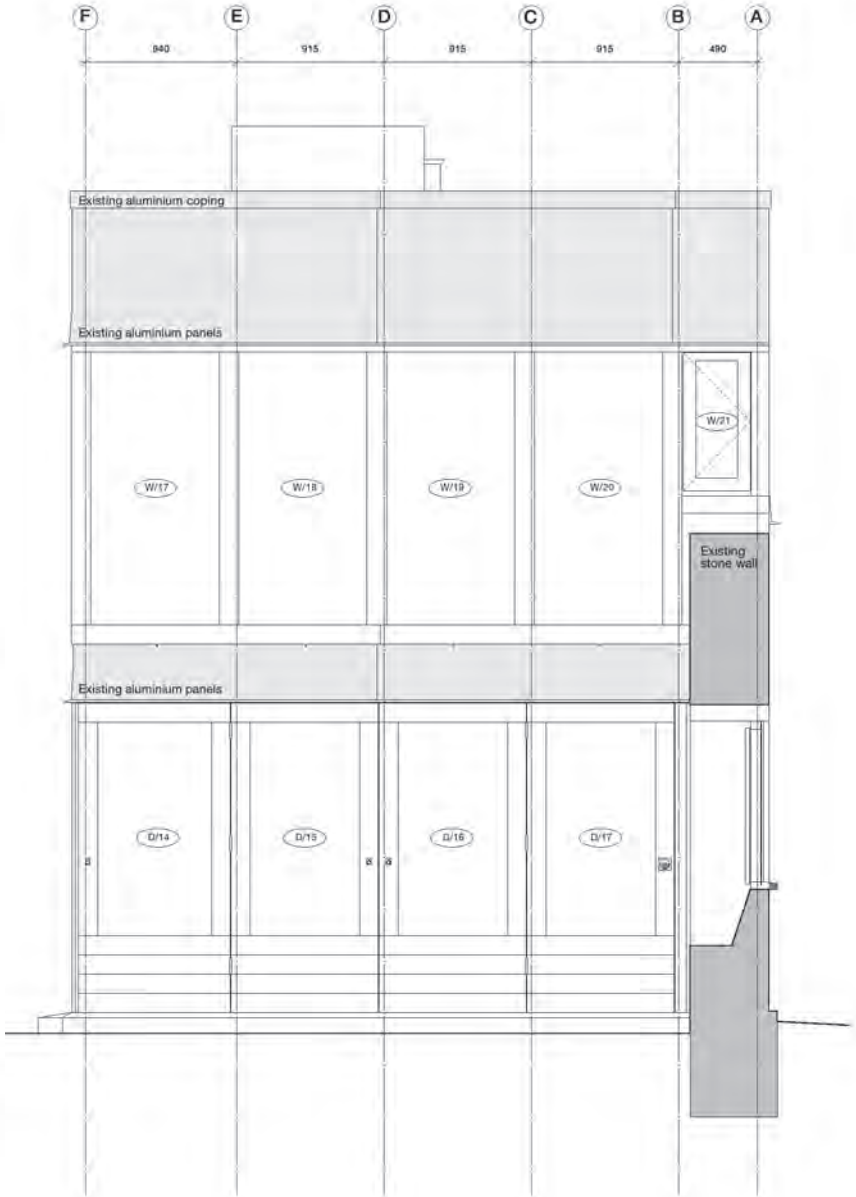 F E D C B A
940 915 915 915 490
Existing aluminium coping
Existing aluminium panels
W/21
W/17 W/18 W/19 W/20
Existing
stone wall
Existing aluminium panels
D/14 D/15 D/16 D/17